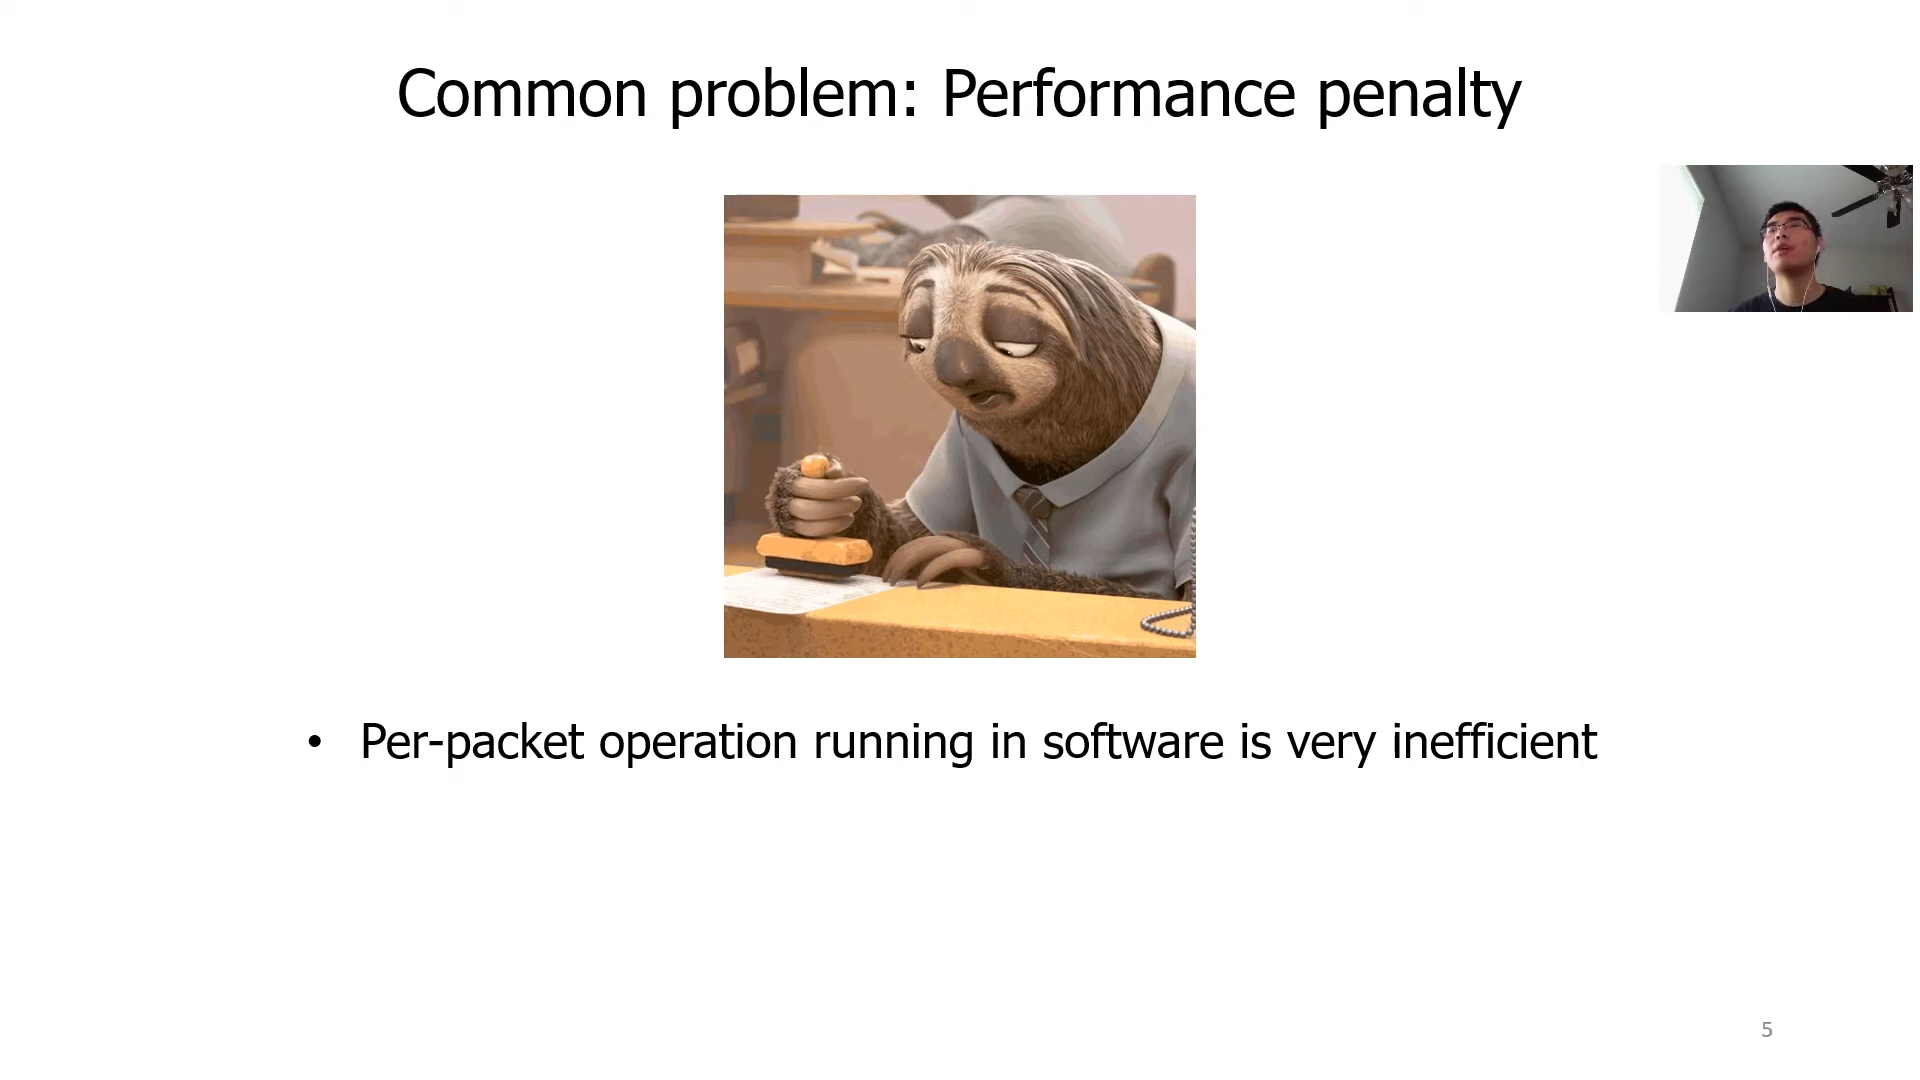 Common problem: Performance penalty
• Per-packet operation running in software is very inefficient
5